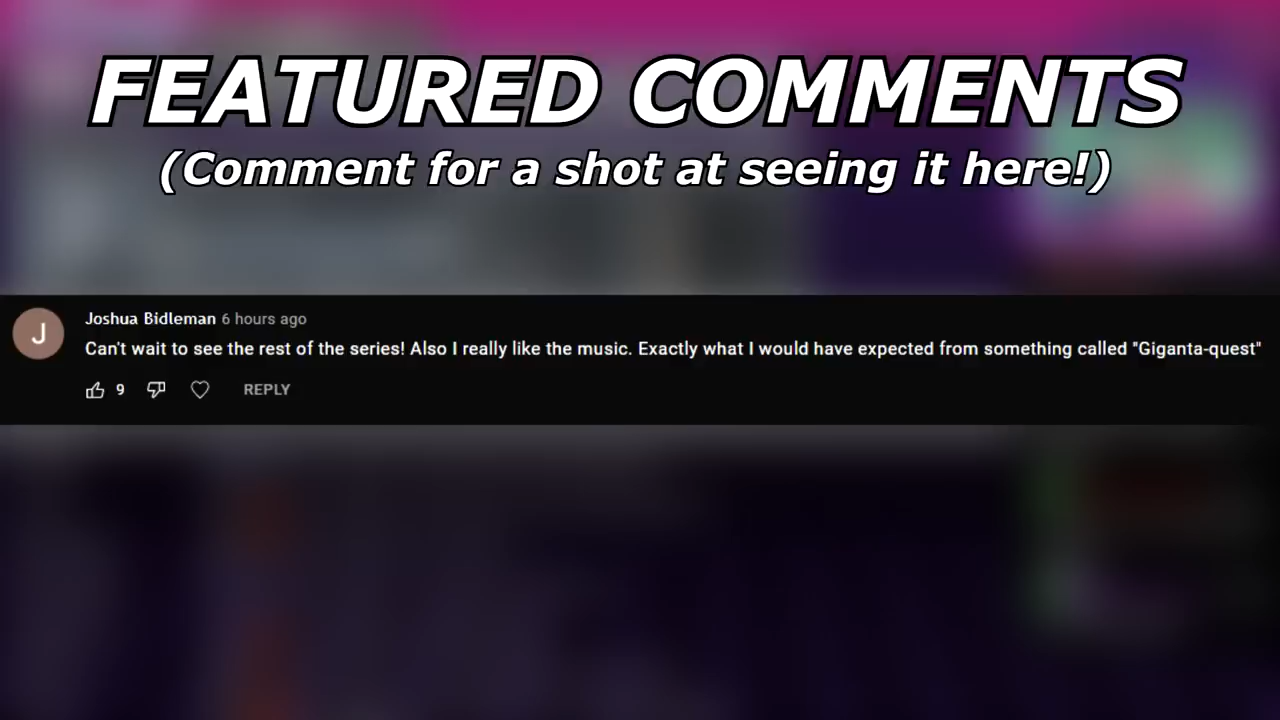 FEATURED COMMENTS
(Comment for a shot at seeing it here!)
J
Joshua Bidleman 6 hours ago
Can't wait to see the rest of the series! Also I really like the music. Exactly what I would have expected from something called "Giganta-quest"
9 REPLY